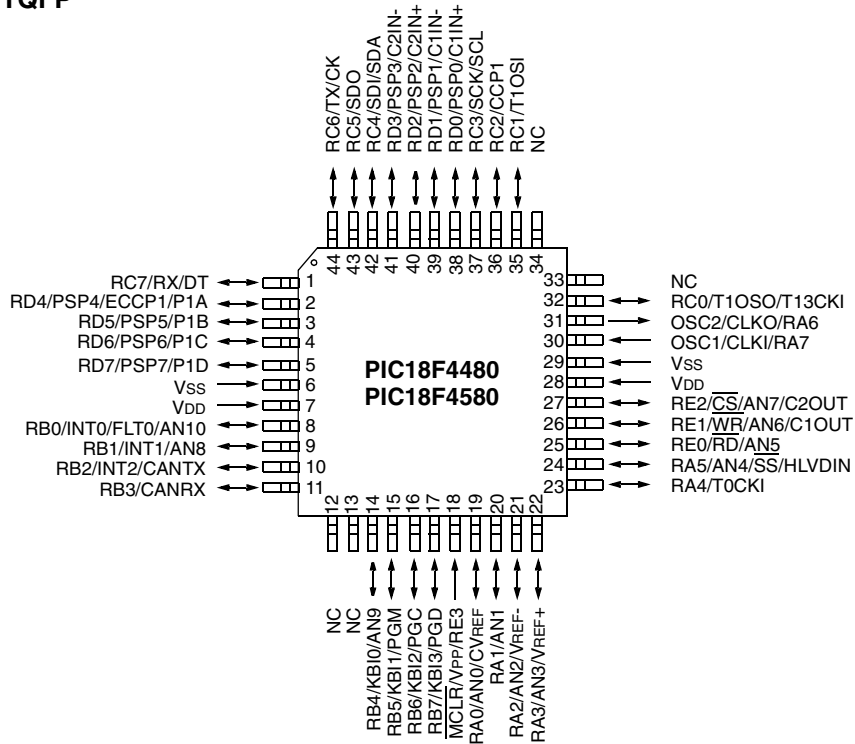 TQFP
RC6/TX/CK
RC5/SDO
RC4/SDI/SDA
RD3/PSP3/C2IN-
RD2/PSP2/C2IN+
RD1/PSP1/C1IN-
RD0/PSP0/C1IN+
RC3/SCK/SCL
RC2/CCP1
RC1/T1OSI
NC
44 43 42 41 40 39 38 37 36 35 34
RC7/RX/DT 1
RD4/PSP4/ECCP1/P1A 2
RD5/PSP5/P1B 3
RD6/PSP6/P1C 4
RD7/PSP7/P1D 5
VSS 6
VDD 7
RB0/INT0/FLT0/AN10 8
RB1/INT1/AN8 9
RB2/INT2/CANTX 10
RB3/CANRX 11
PIC18F4480
PIC18F4580
33 NC
32 RC0/T1OSO/T13CKI
31 OSC2/CLKO/RA6
30 OSC1/CLKI/RA7
29 VSS
28 VDD
27 RE2/CS/AN7/C2OUT
26 RE1/WR/AN6/C1OUT
25 RE0/RD/AN5
24 RA5/AN4/SS/HLVDIN
23 RA4/T0CKI
12 13 14 15 16 17 18 19 20 21 22
NC
NC
RB4/KBI0/AN9
RB5/KBI1/PGM
RB6/KBI2/PGC
RB7/KBI3/PGD
MCLR/VPP/RE3
RA0/AN0/CVREF
RA1/AN1
RA2/AN2/VREF-
RA3/AN3/VREF+